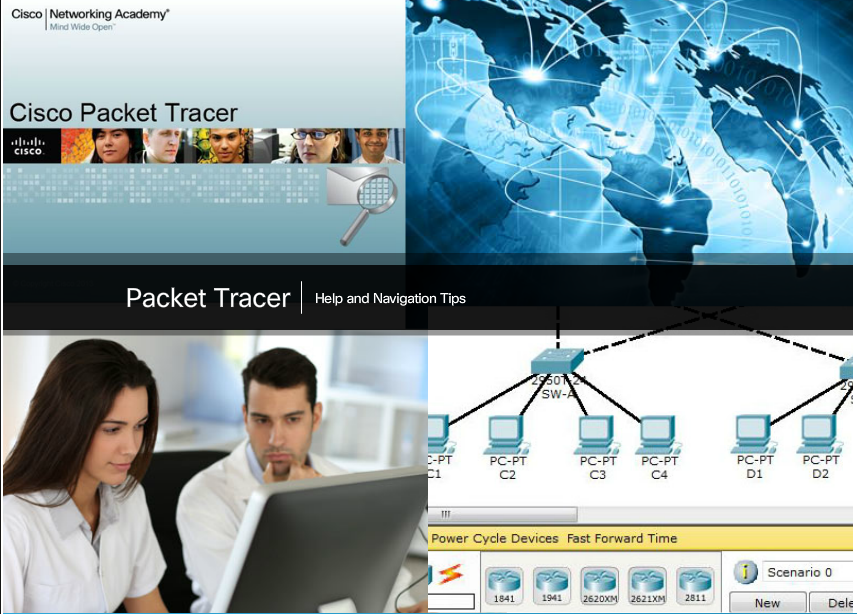 Cisco Networking Academy®
Mind Wide Open™
Cisco Packet Tracer
CISCO
Packet Tracer
Help and Navigation Tips
2950T-24
SW-A
PC-PT
C2
PC-PT
C3
PC-PT
C4
PC-PT
D1
PC-PT
D2
C-PT
C1
Power Cycle Devices Fast Forward Time
1841
1941
2620XM
2621XM
2811
i
Scenario 0
New
Dele